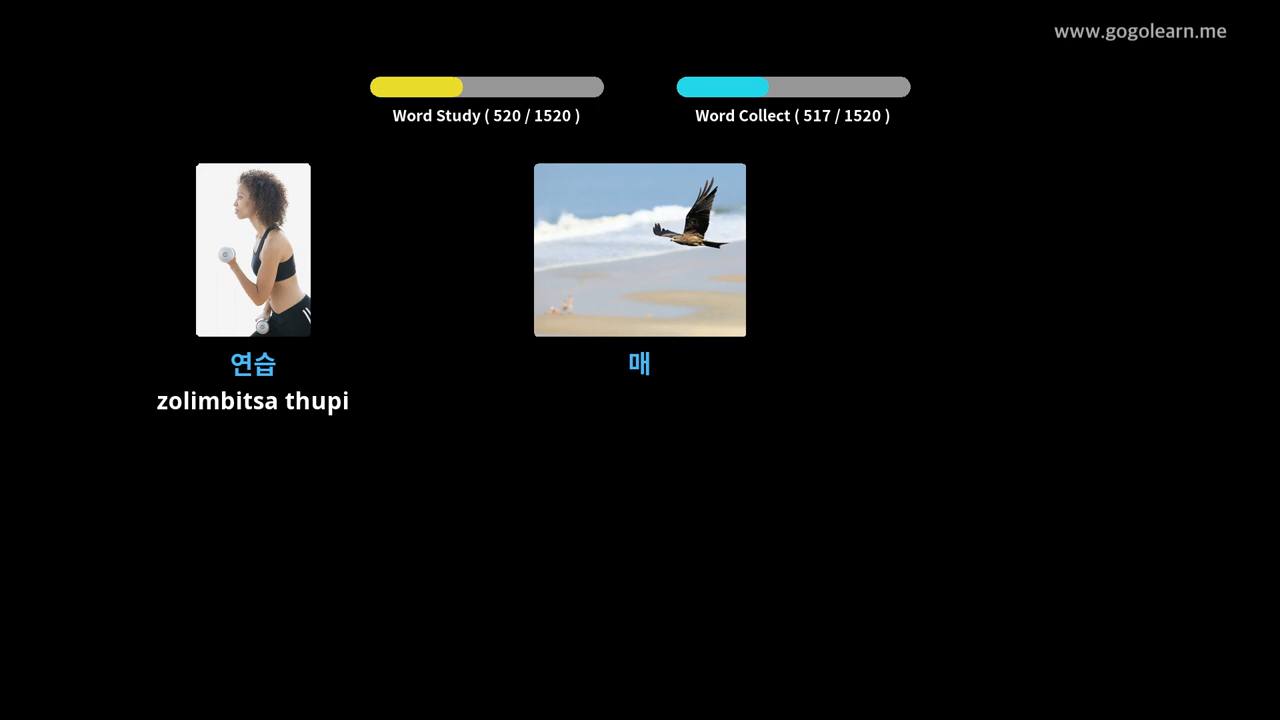 www.gogolearn.me
Word Study ( 520 / 1520 )
Word Collect ( 517 / 1520 )
연습
매
zolimbitsa thupi